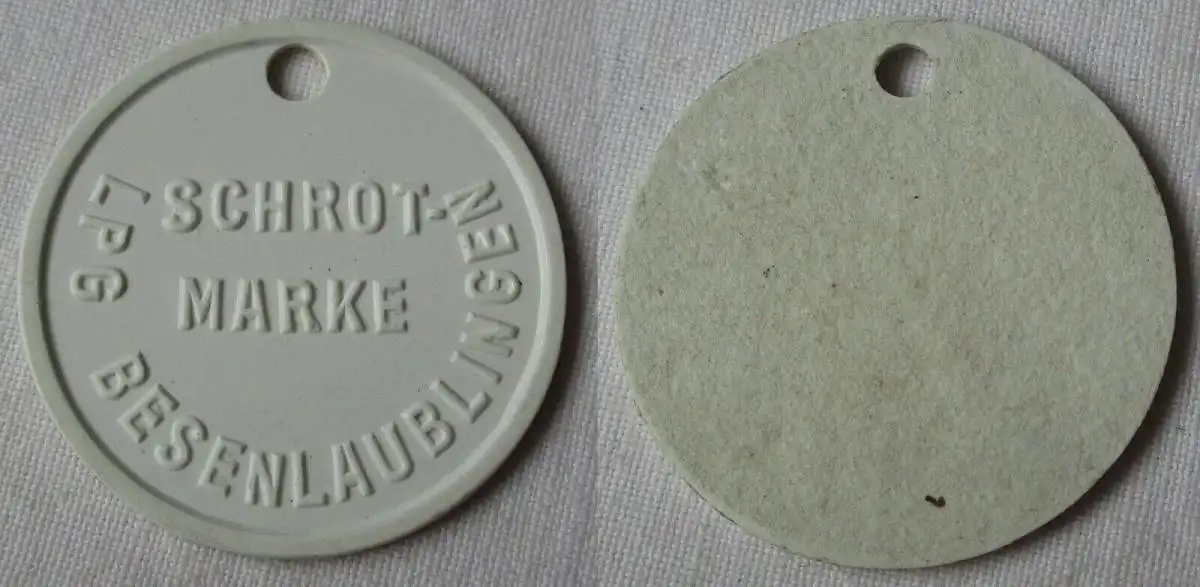 SCHROT-
MARKE
LPG BESENLAUBLINGEN